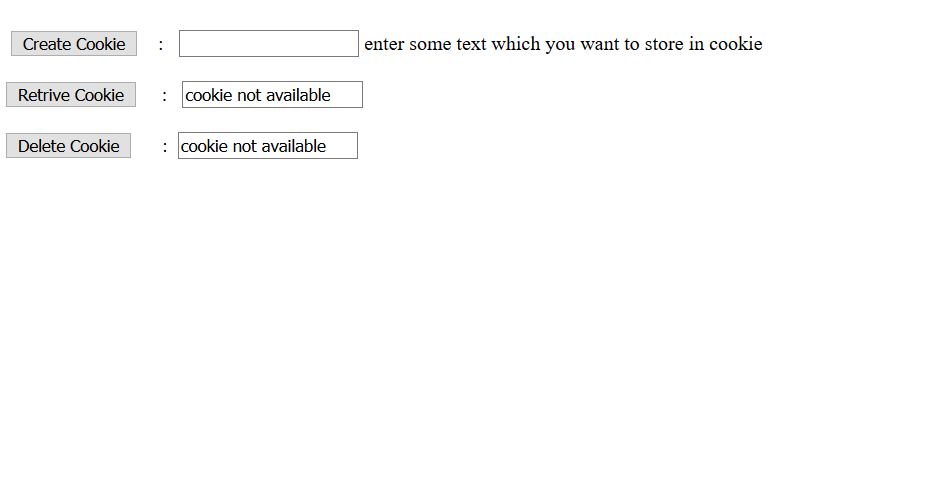 Create Cookie : enter some text which you want to store in cookie
Retrive Cookie : cookie not available
Delete Cookie : cookie not available